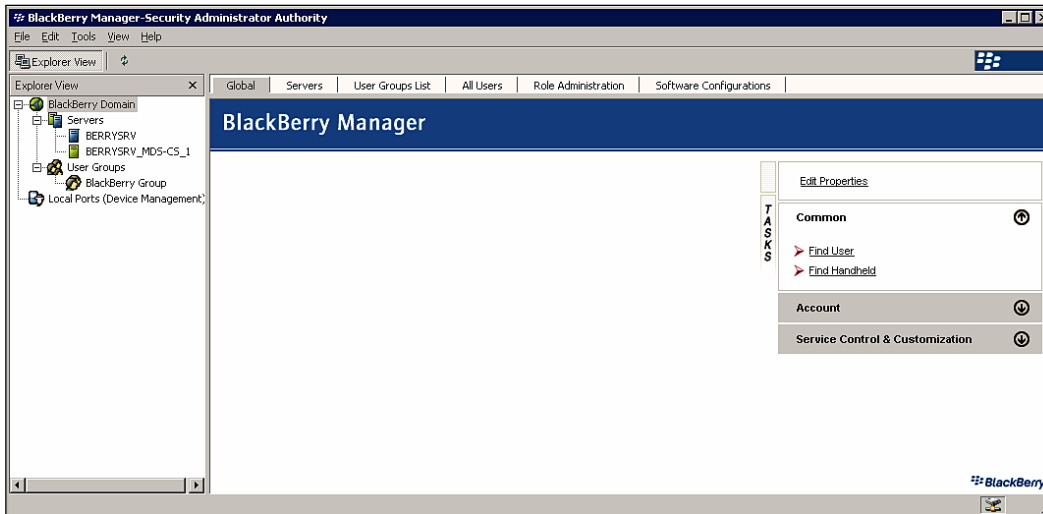 BlackBerry Manager-Security Administrator Authority
File Edit Tools View Help
Explorer View
Explorer View
Global Servers User Groups List All Users Role Administration Software Configurations
BlackBerry Domain
Servers
BERRYSRV
BERRYSRV_MDS-CS_1
User Groups
BlackBerry Group
Local Ports (Device Management)
BlackBerry Manager
TASKS
Edit Properties
Common
Find User
Find Handheld
Account
Service Control & Customization
BlackBerry